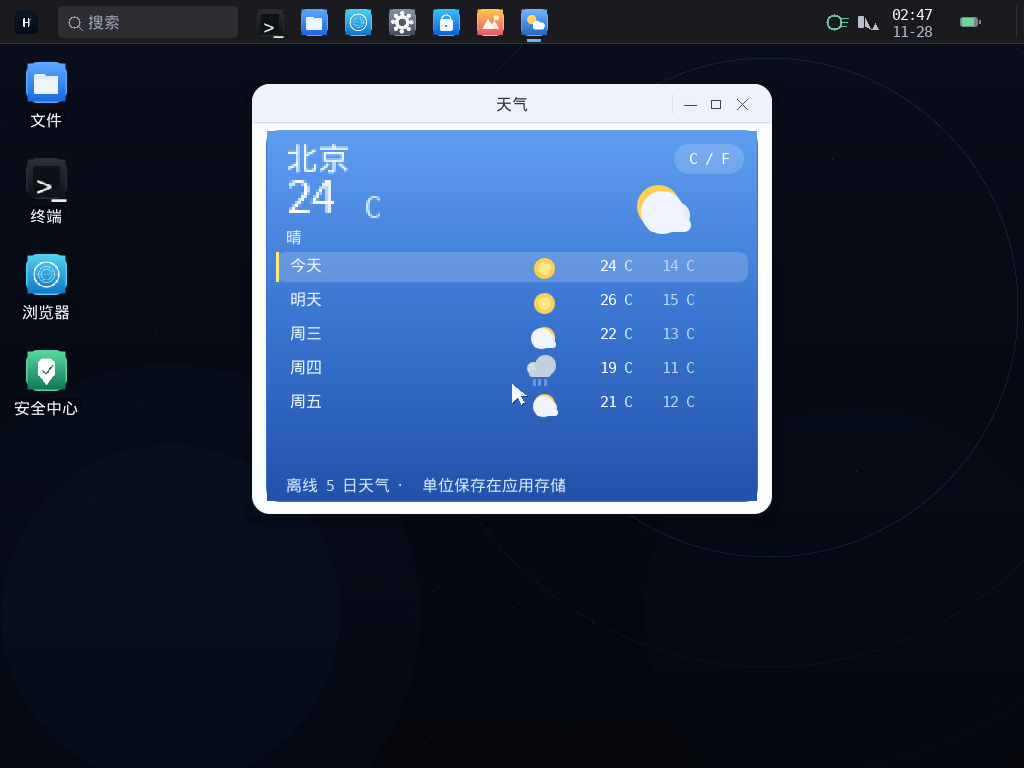 H
搜索
02:47
11-28
文件
终端
浏览器
安全中心
天气
北京
C / F
24 C
晴
今天 24 C 14 C
明天 26 C 15 C
周三 22 C 13 C
周四 19 C 11 C
周五 21 C 12 C
离线 5 日天气 · 单位保存在应用存储